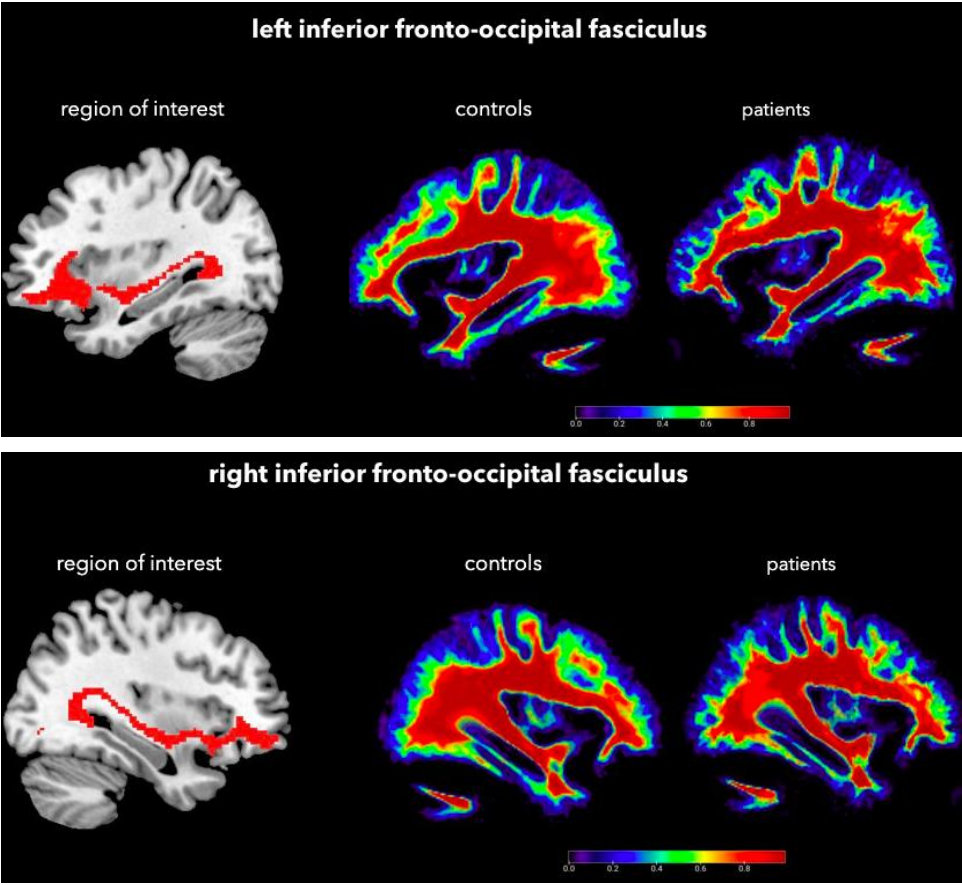 left inferior fronto-occipital fasciculus
region of interest controls patients
0.0 0.2 0.4 0.6 0.8
right inferior fronto-occipital fasciculus
region of interest controls patients
0.0 0.2 0.4 0.6 0.8